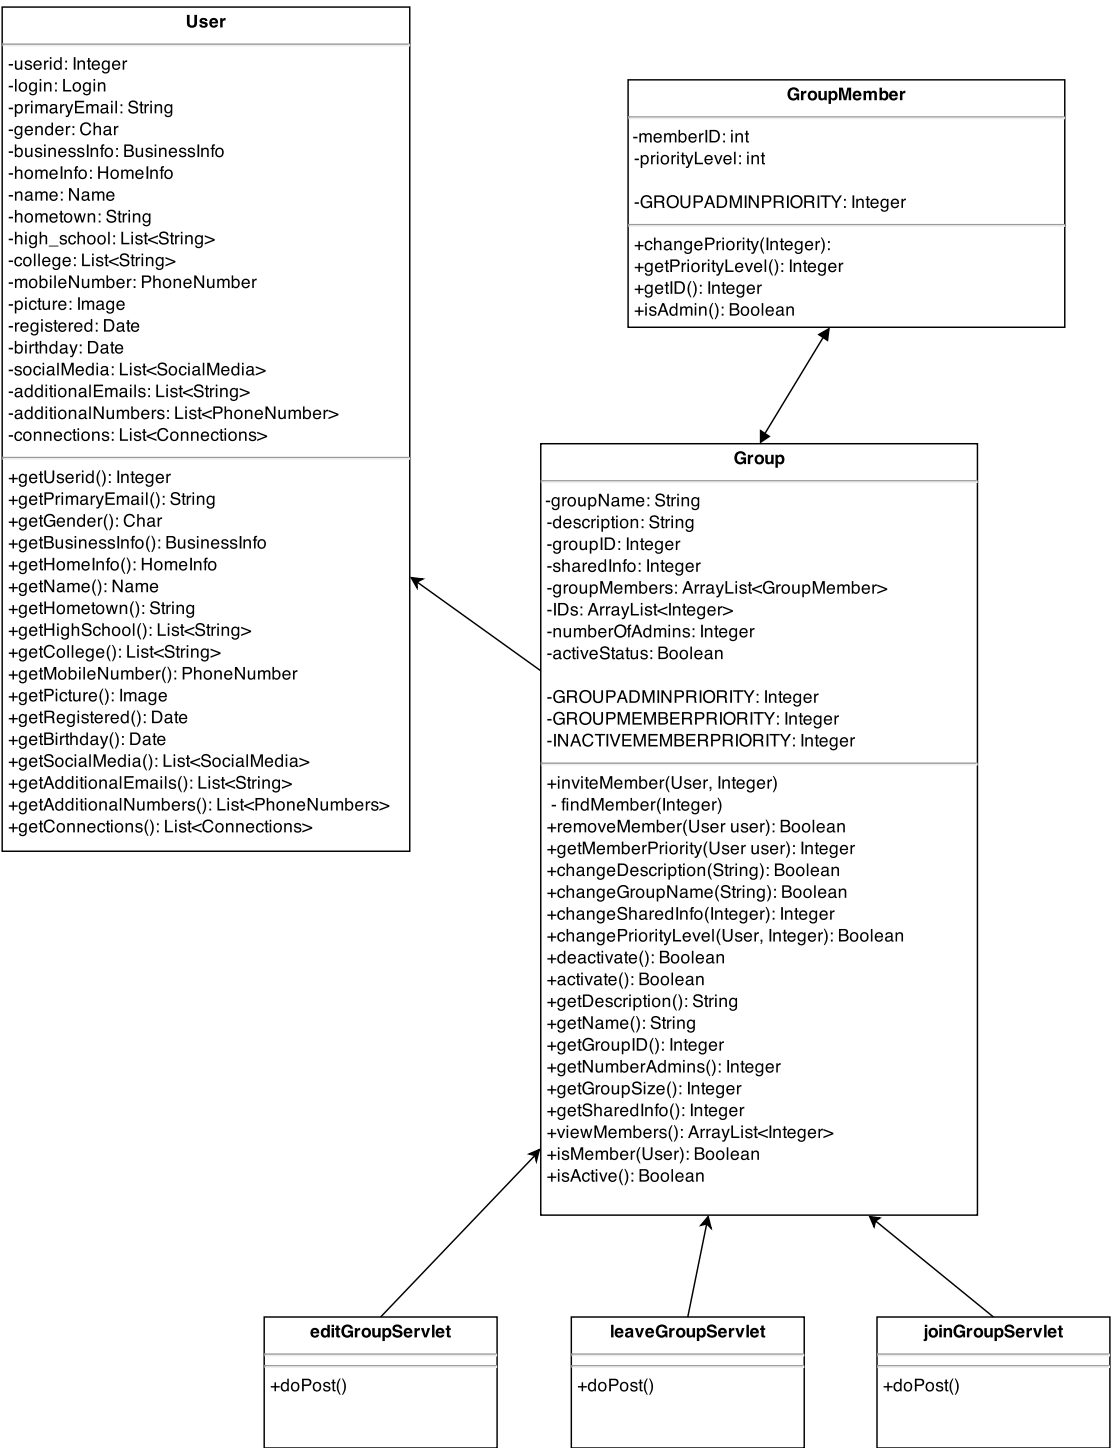 User
-userid: Integer
-login: Login
-primaryEmail: String
-gender: Char
-businessInfo: BusinessInfo
-homeInfo: HomeInfo
-name: Name
-hometown: String
-high_school: List<String>
-college: List<String>
-mobileNumber: PhoneNumber
-picture: Image
-registered: Date
-birthday: Date
-socialMedia: List<SocialMedia>
-additionalEmails: List<String>
-additionalNumbers: List<PhoneNumber>
-connections: List<Connections>
+getUserid(): Integer
+getPrimaryEmail(): String
+getGender(): Char
+getBusinessInfo(): BusinessInfo
+getHomeInfo(): HomeInfo
+getName(): Name
+getHometown(): String
+getHighSchool(): List<String>
+getCollege(): List<String>
+getMobileNumber(): PhoneNumber
+getPicture(): Image
+getRegistered(): Date
+getBirthday(): Date
+getSocialMedia(): List<SocialMedia>
+getAdditionalEmails(): List<String>
+getAdditionalNumbers(): List<PhoneNumbers>
+getConnections(): List<Connections>
GroupMember
-memberID: int
-priorityLevel: int
-GROUPADMINPRIORITY: Integer
+changePriority(Integer):
+getPriorityLevel(): Integer
+getID(): Integer
+isAdmin(): Boolean
Group
-groupName: String
-description: String
-groupID: Integer
-sharedInfo: Integer
-groupMembers: ArrayList<GroupMember>
-IDs: ArrayList<Integer>
-numberOfAdmins: Integer
-activeStatus: Boolean
-GROUPADMINPRIORITY: Integer
-GROUPMEMBERPRIORITY: Integer
-INACTIVEMEMBERPRIORITY: Integer
+inviteMember(User, Integer)
- findMember(Integer)
+removeMember(User user): Boolean
+getMemberPriority(User user): Integer
+changeDescription(String): Boolean
+changeGroupName(String): Boolean
+changeSharedInfo(Integer): Integer
+changePriorityLevel(User, Integer): Boolean
+deactivate(): Boolean
+activate(): Boolean
+getDescription(): String
+getName(): String
+getGroupID(): Integer
+getNumberAdmins(): Integer
+getGroupSize(): Integer
+getSharedInfo(): Integer
+viewMembers(): ArrayList<Integer>
+isMember(User): Boolean
+isActive(): Boolean
editGroupServlet
+doPost()
leaveGroupServlet
+doPost()
joinGroupServlet
+doPost()